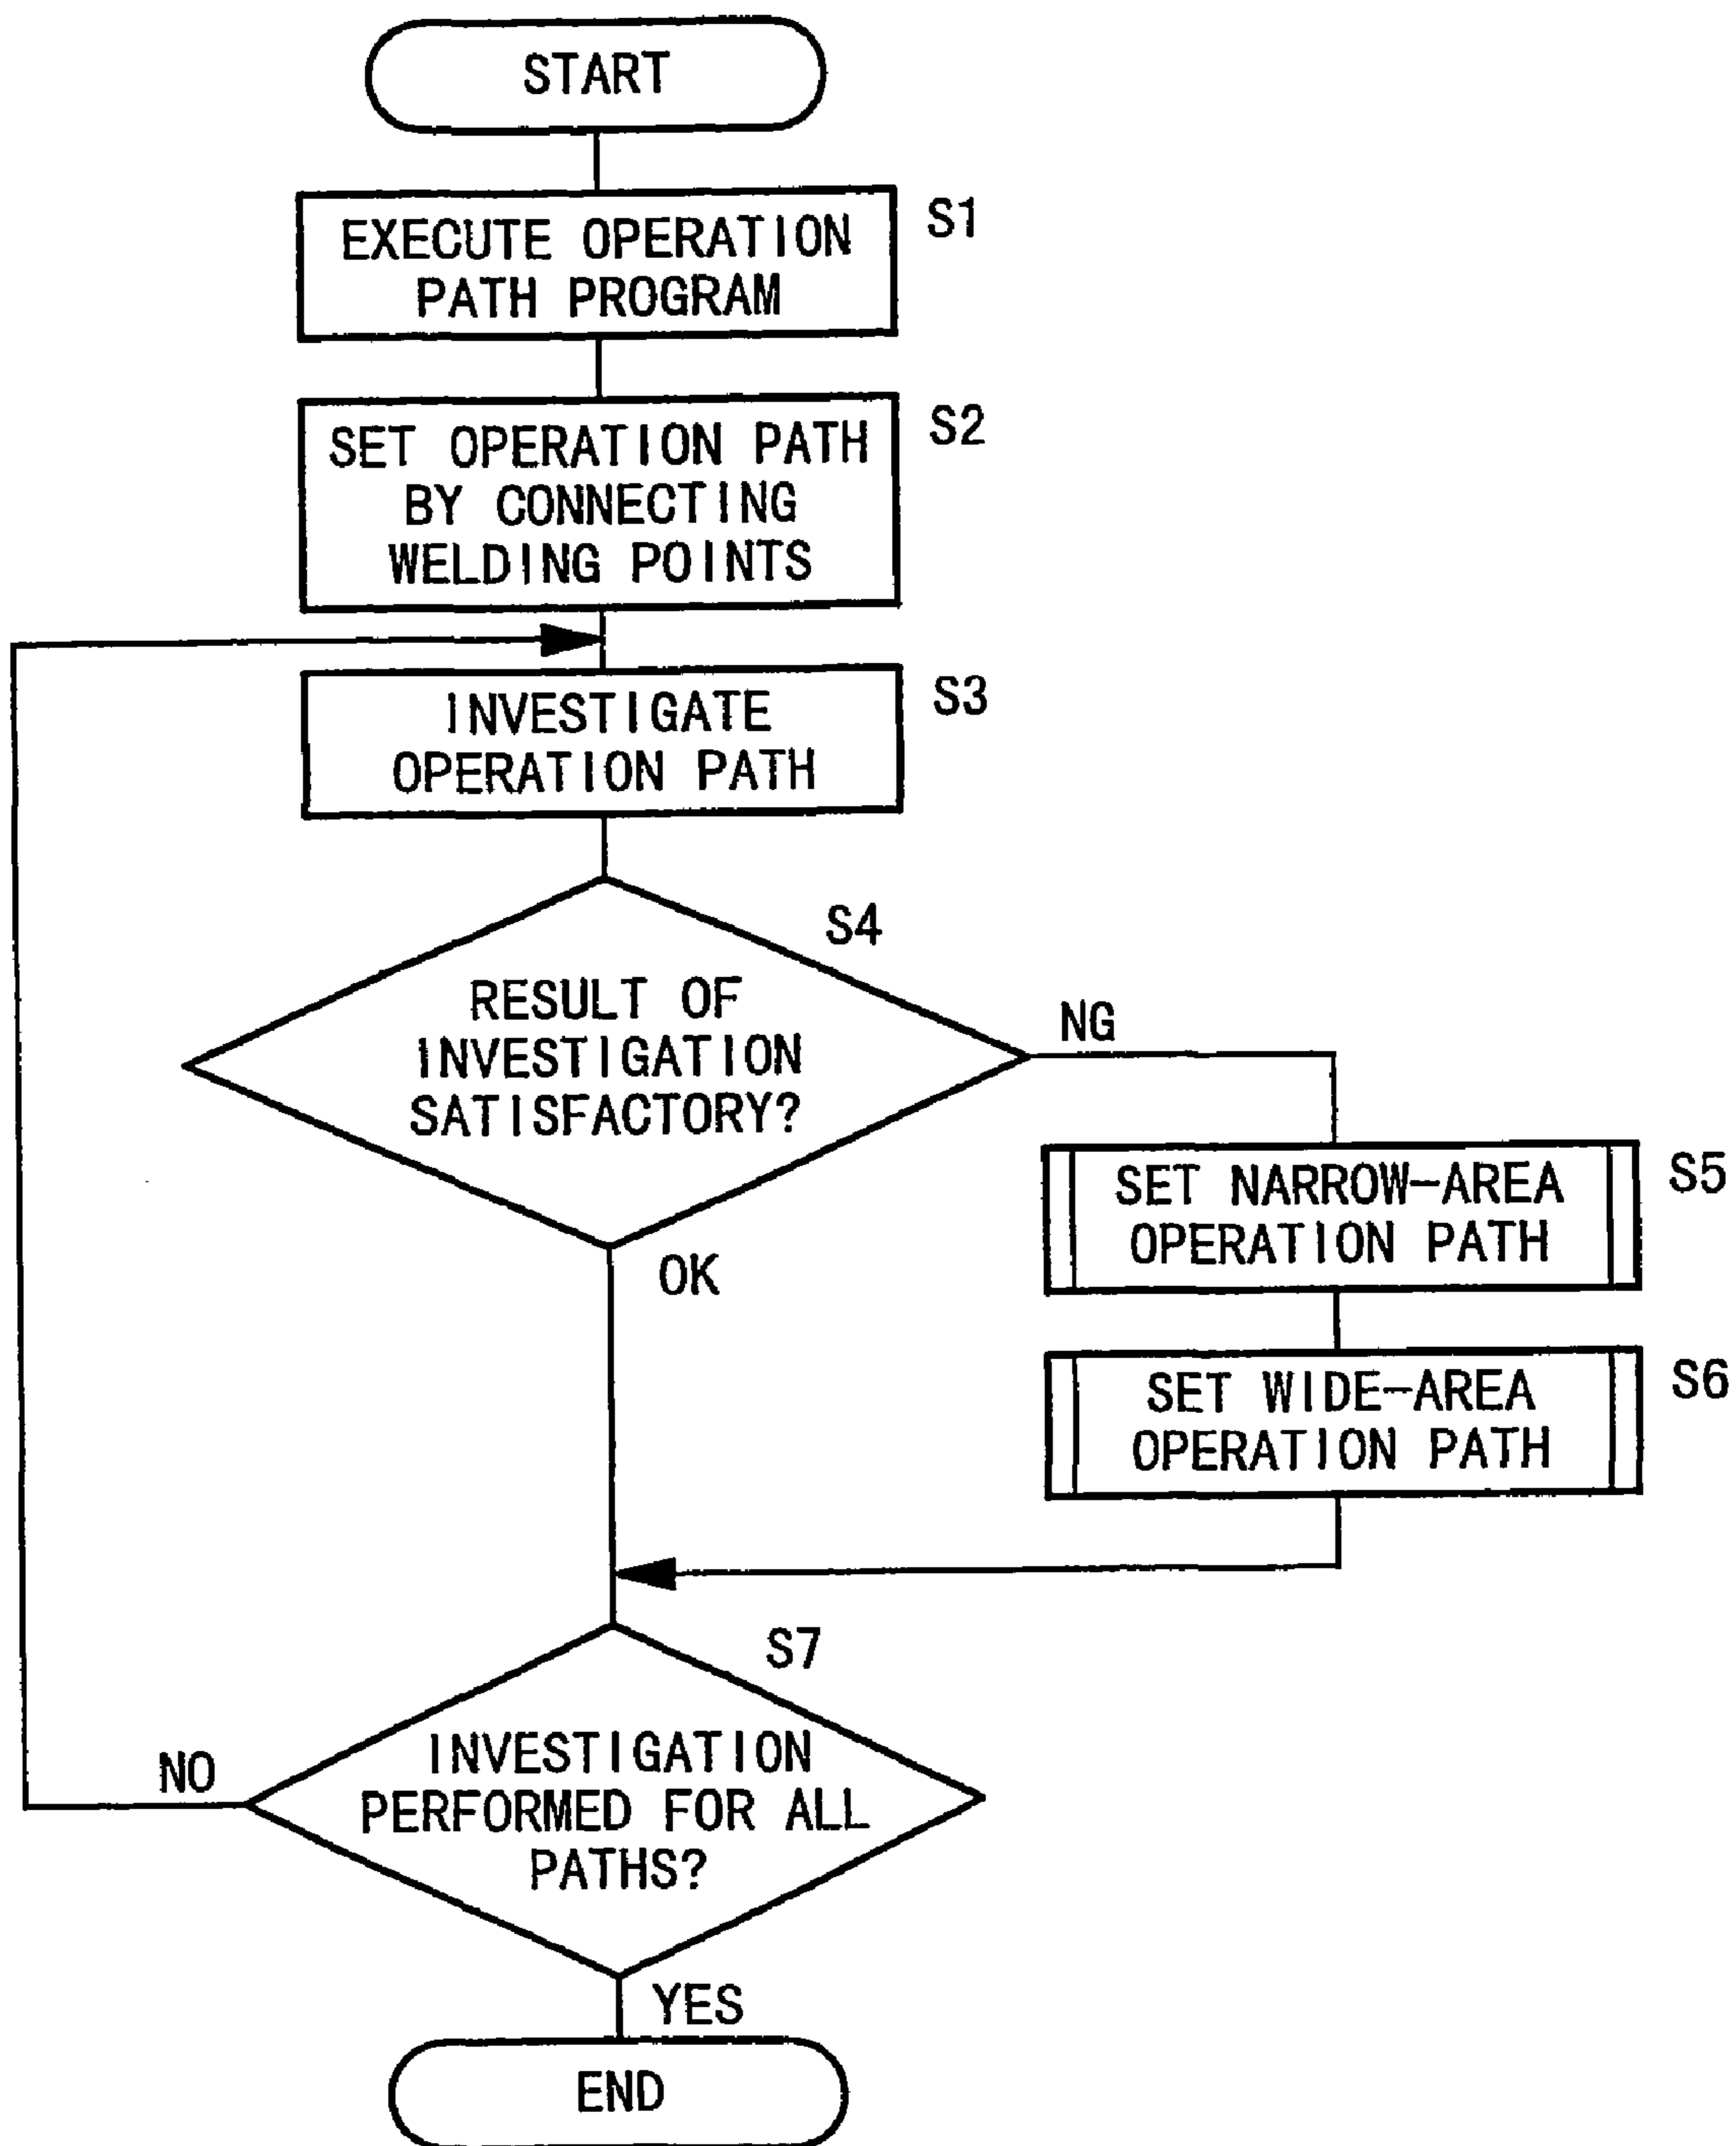 START
EXECUTE OPERATION
PATH PROGRAM
S1
SET OPERATION PATH
BY CONNECTING
WELDING POINTS
S2
INVESTIGATE
OPERATION PATH
S3
S4
RESULT OF
INVESTIGATION
SATISFACTORY?
NG
OK
SET NARROW-AREA
OPERATION PATH
S5
SET WIDE-AREA
OPERATION PATH
S6
S7
INVESTIGATION
PERFORMED FOR ALL
PATHS?
NO
YES
END